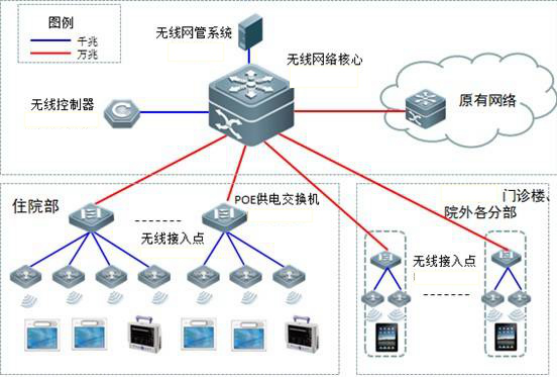 图例
千兆
万兆
无线网管系统
无线网络核心
无线控制器
原有网络
住院部
POE供电交换机
无线接入点
门诊楼、
院外各分部
无线接入点